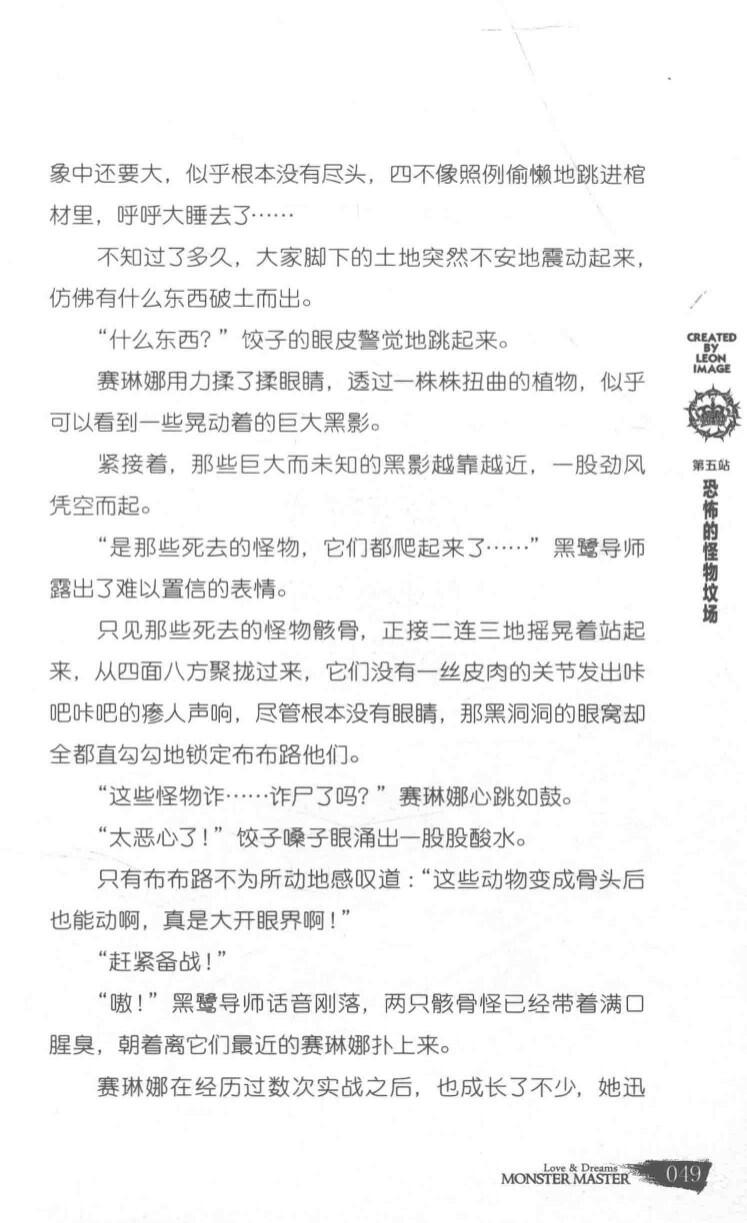 象中还要大，似乎根本没有尽头，四不像照例偷懒地跳进棺
材里，呼呼大睡去了……
不知过了多久，大家脚下的土地突然不安地震动起来，
仿佛有什么东西破土而出。
“什么东西？”饺子的眼皮警觉地跳起来。
赛琳娜用力揉了揉眼睛，透过一株株扭曲的植物，似乎
可以看到一些晃动着的巨大黑影。
紧接着，那些巨大而未知的黑影越靠越近，一股劲风
凭空而起。
“是那些死去的怪物，它们都爬起来了……”黑鹭导师
露出了难以置信的表情。
只见那些死去的怪物骸骨，正接二连三地摇晃着站起
来，从四面八方聚拢过来，它们没有一丝皮肉的关节发出咔
吧咔吧的瘆人声响，尽管根本没有眼睛，那黑洞洞的眼窝却
全都直勾勾地锁定布布路他们。
“这些怪物诈……诈尸了吗？”赛琳娜心跳如鼓。
“太恶心了！”饺子嗓子眼涌出一股股酸水。
只有布布路不为所动地感叹道：“这些动物变成骨头后
也能动啊，真是大开眼界啊！”
“赶紧备战！”
“嗷！”黑鹭导师话音刚落，两只骸骨怪已经带着满口
腥臭，朝着离它们最近的赛琳娜扑上来。
赛琳娜在经历过数次实战之后，也成长了不少，她迅
CREATED
BY
LEON
IMAGE
第五站
恐怖的怪物坟场
Love & Dreams
MONSTER MASTER
049